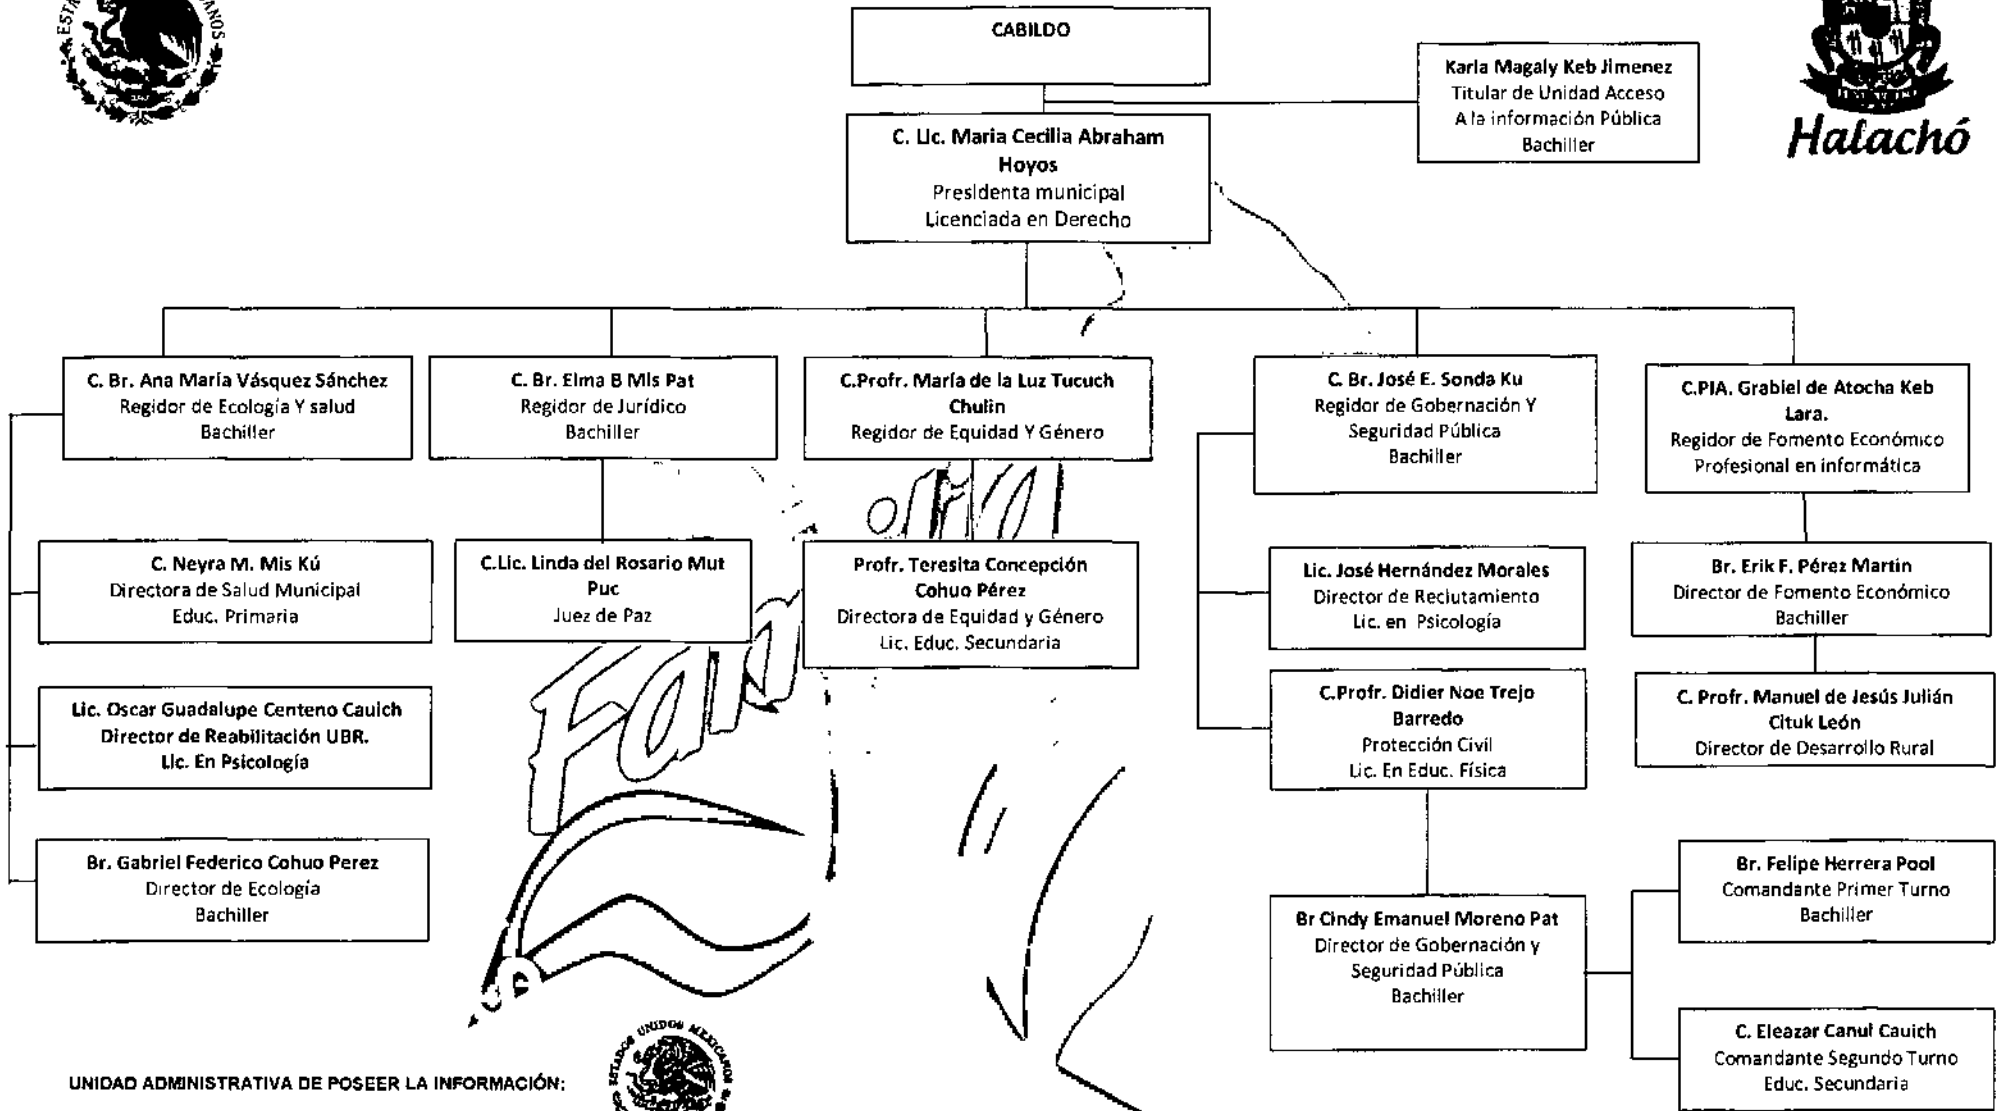 CABILDO
Karla Magaly Keb Jimenez
Titular de Unidad Acceso
A la información Pública
Bachiller
Halachó
C. Lic. Maria Cecilia Abraham
Hoyos
Presidenta municipal
Licenciada en Derecho
C. Br. Ana María Vásquez Sánchez
Regidor de Ecología Y salud
Bachiller
C. Br. Elma B Mis Pat
Regidor de Jurídico
Bachiller
C.Profr. María de la Luz Tucuch
Chulin
Regidor de Equidad Y Género
C. Br. José E. Sonda Ku
Regidor de Gobernación Y
Seguridad Pública
Bachiller
C.PIA. Grabiel de Atocha Keb
Lara.
Regidor de Fomento Económico
Profesional en informática
C. Neyra M. Mis Kú
Directora de Salud Municipal
Educ. Primaria
C.Lic. Linda del Rosario Mut
Puc
Juez de Paz
Profr. Teresita Concepción
Cohuo Pérez
Directora de Equidad y Género
Lic. Educ. Secundaria
Lic. José Hernández Morales
Director de Reclutamiento
Lic. en Psicología
Br. Erik F. Pérez Martin
Director de Fomento Económico
Bachiller
Lic. Oscar Guadalupe Centeno Cauich
Director de Reabilitación UBR.
Lic. En Psicología
C.Profr. Didier Noe Trejo
Barredo
Protección Civil
Lic. En Educ. Física
C. Profr. Manuel de Jesús Julián
Cituk León
Director de Desarrollo Rural
Br. Gabriel Federico Cohuo Perez
Director de Ecología
Bachiller
Br Cindy Emanuel Moreno Pat
Director de Gobernación y
Seguridad Pública
Bachiller
Br. Felipe Herrera Pool
Comandante Primer Turno
Bachiller
C. Eleazar Canul Cauich
Comandante Segundo Turno
Educ. Secundaria
UNIDAD ADMINISTRATIVA DE POSEER LA INFORMACIÓN:
UNIDOS MEXICANOS